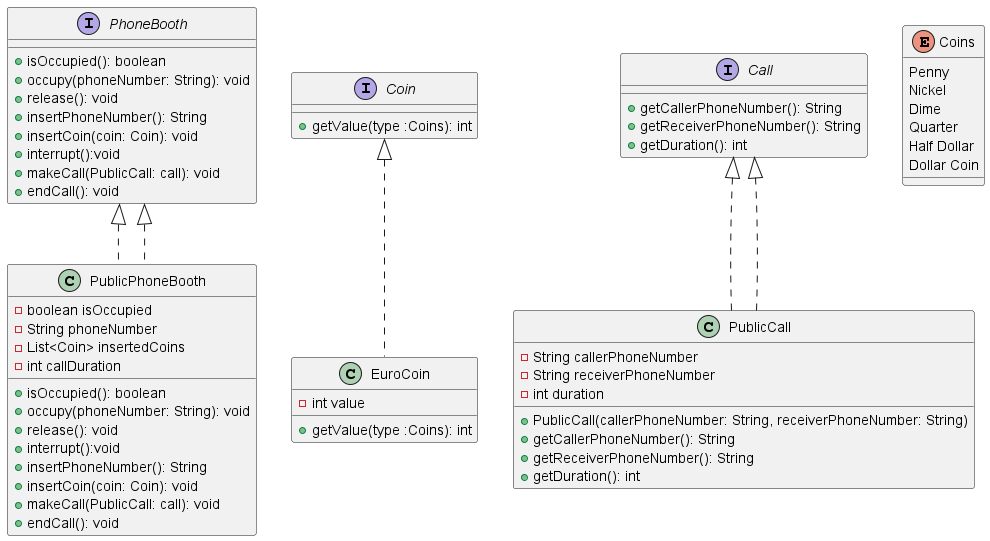 I PhoneBooth
+ isOccupied(): boolean
occupy(phoneNumber: String): void
release(): void
insertPhoneNumber(): String
insertCoin(coin: Coin): void
interrupt():void
makeCall(PublicCall: call): void
endCall(): void
C PublicPhoneBooth
boolean isOccupied
String phoneNumber
List<Coin> insertedCoins
int callDuration
isOccupied(): boolean
occupy(phoneNumber: String): void
release(): void
interrupt():void
insertPhoneNumber(): String
insertCoin(coin: Coin): void
makeCall(PublicCall: call): void
endCall(): void
I Coin
getValue(type :Coins): int
C EuroCoin
int value
getValue(type :Coins): int
I Call
getCallerPhoneNumber(): String
getReceiverPhoneNumber(): String
getDuration(): int
C PublicCall
String callerPhoneNumber
String receiverPhoneNumber
int duration
PublicCall(callerPhoneNumber: String, receiverPhoneNumber: String)
getCallerPhoneNumber(): String
getReceiverPhoneNumber(): String
getDuration(): int
E Coins
Penny
Nickel
Dime
Quarter
Half Dollar
Dollar Coin